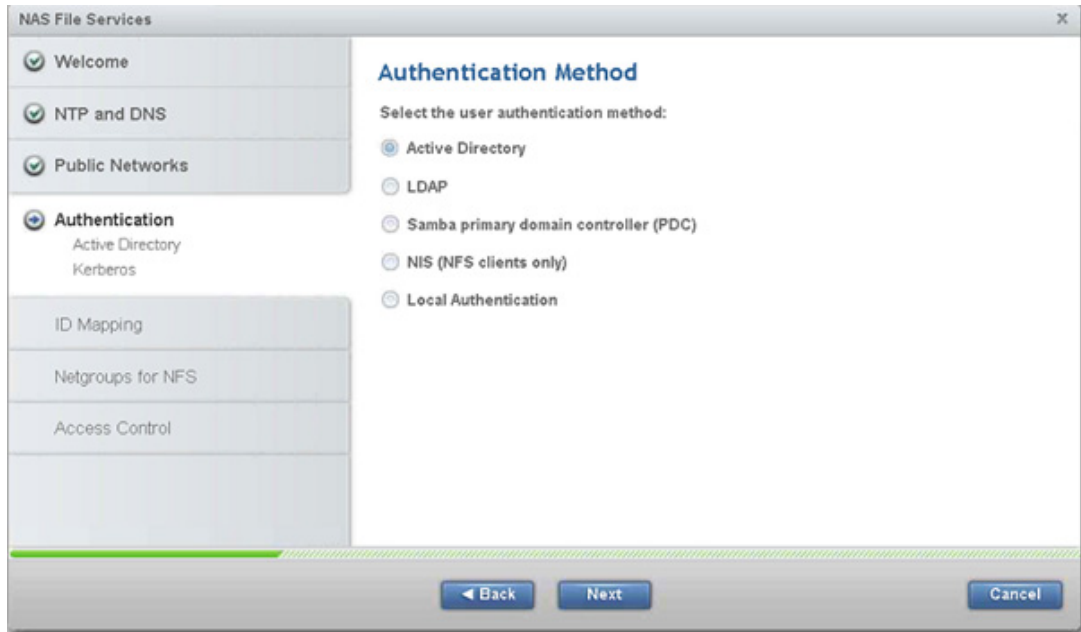 NAS File Services
x
Welcome
NTP and DNS
Public Networks
Authentication
Active Directory
Kerberos
ID Mapping
Netgroups for NFS
Access Control
Authentication Method
Select the user authentication method:
Active Directory
LDAP
Samba primary domain controller (PDC)
NIS (NFS clients only)
Local Authentication
◄ Back
Next
Cancel